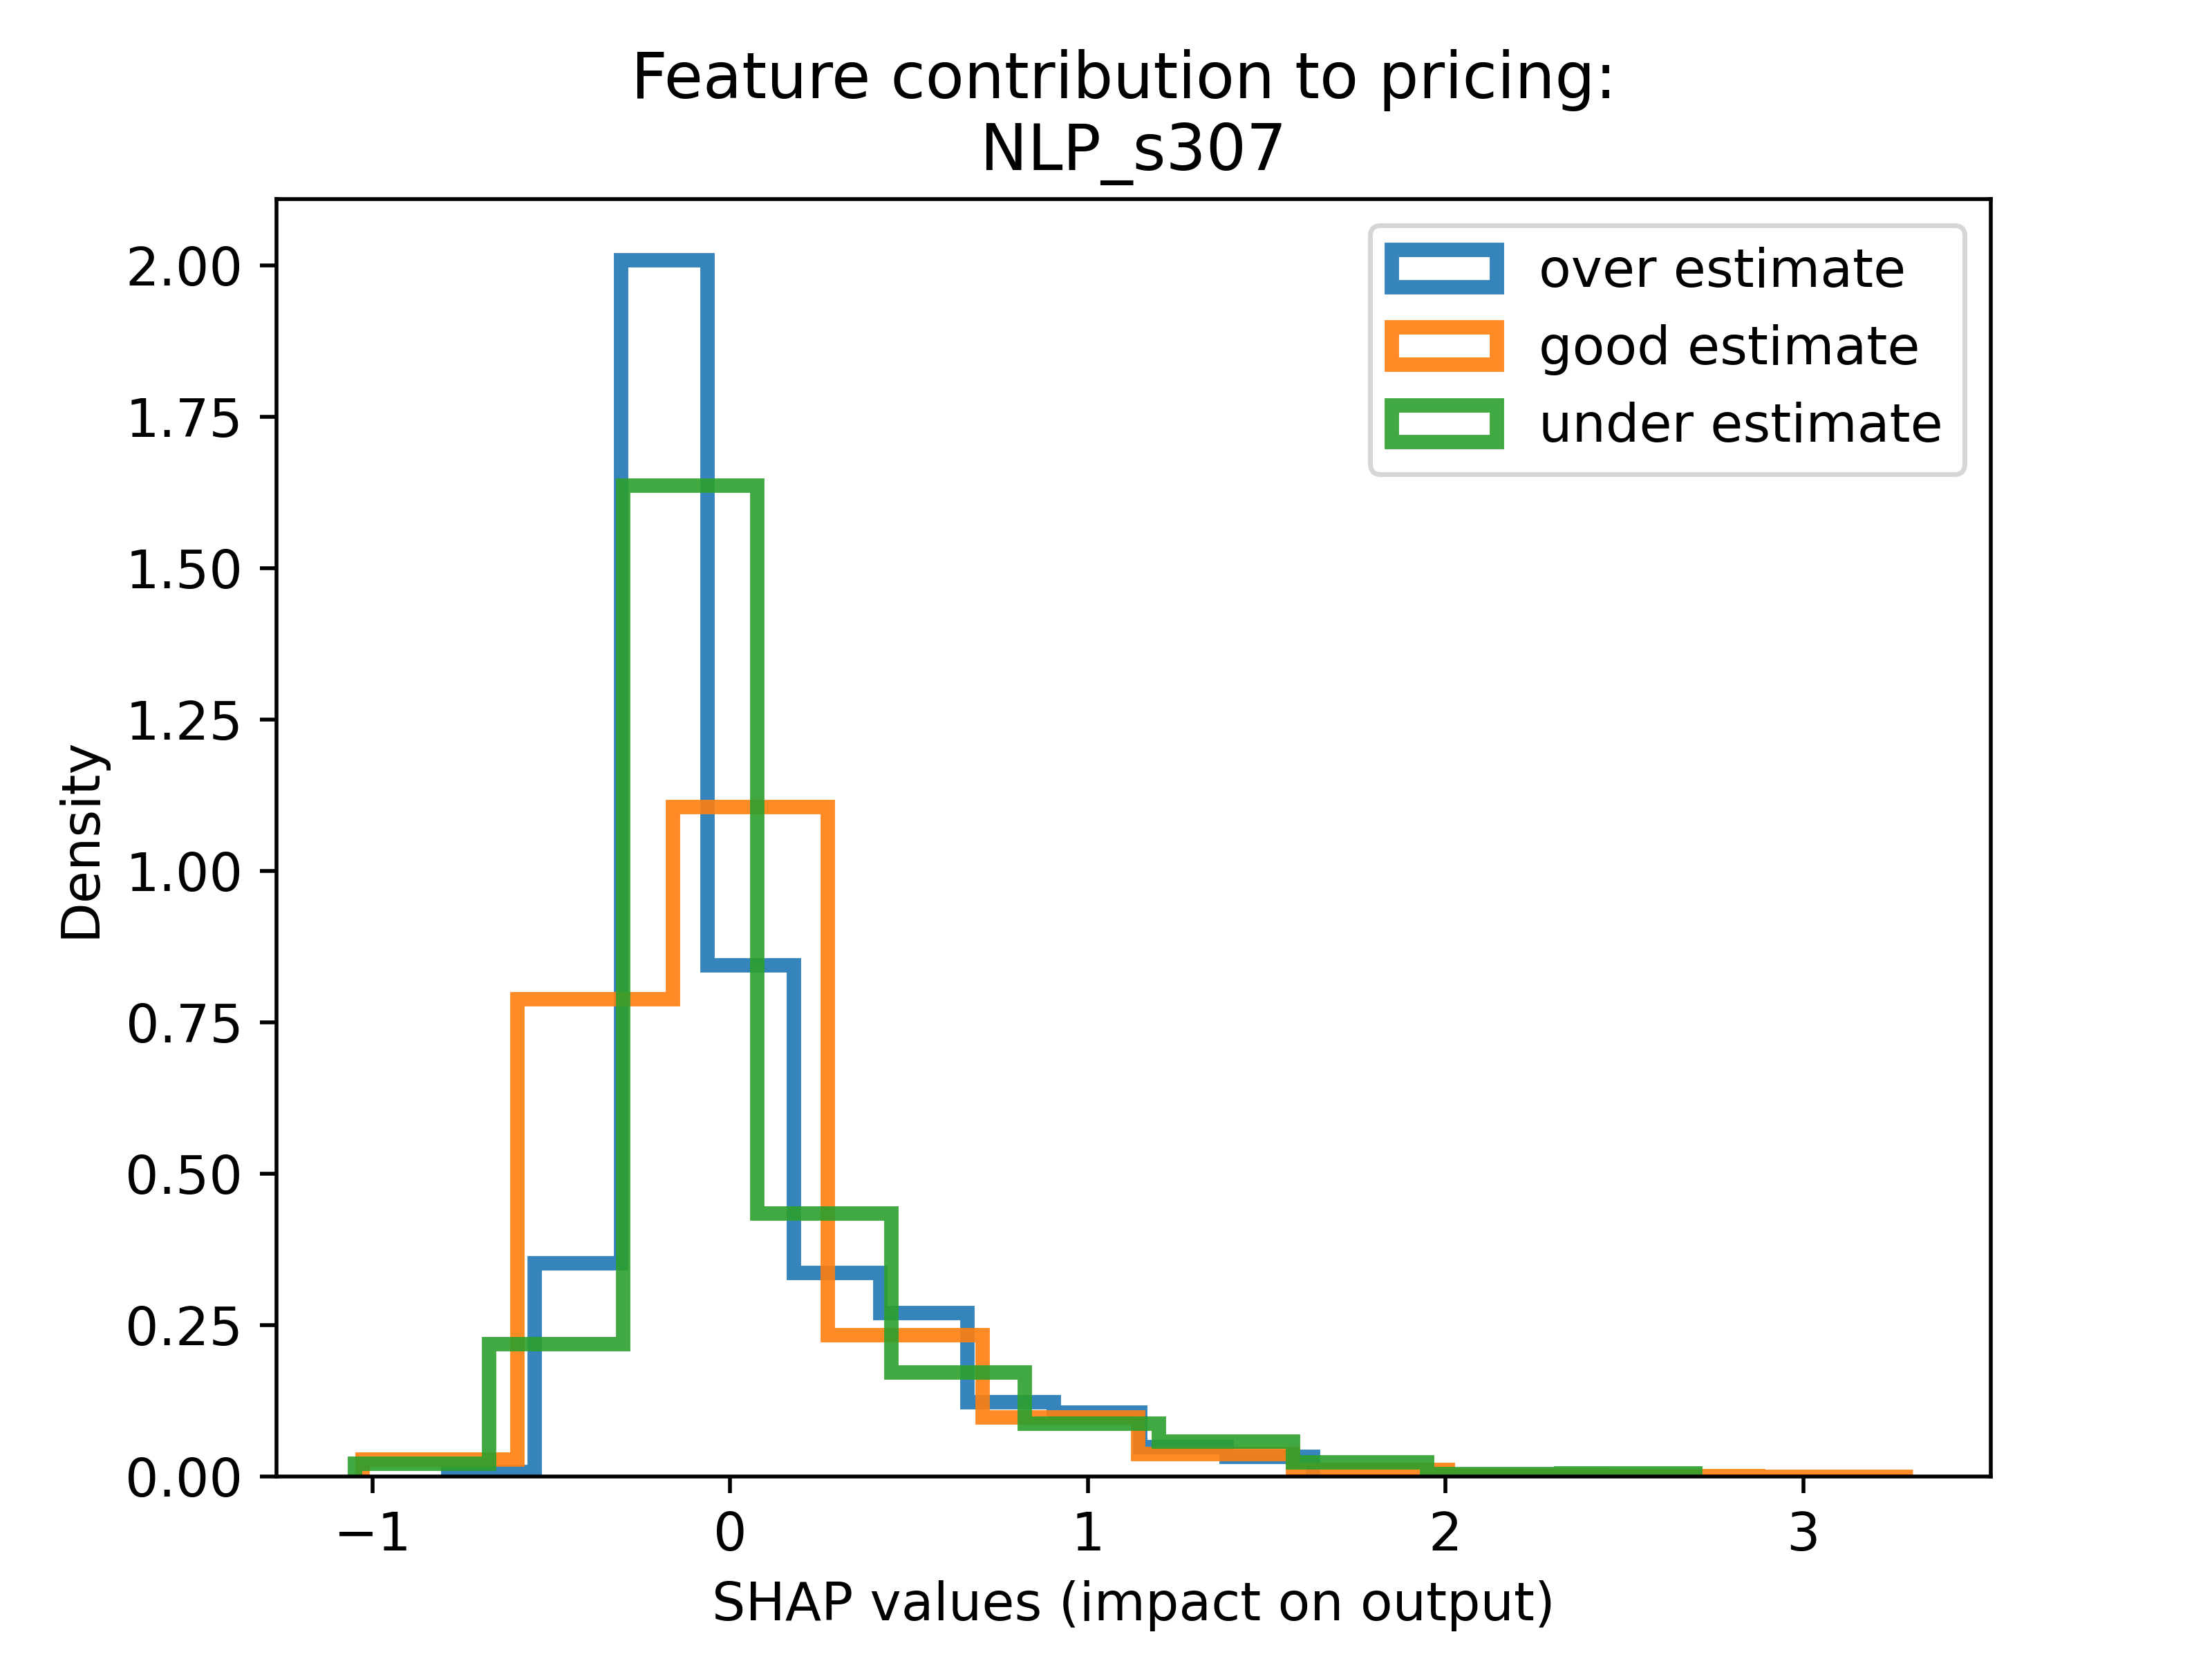 Feature contribution to pricing:
NLP_s307
over estimate
good estimate
under estimate
2.00
1.75
1.50
1.25
1.00
0.75
0.50
0.25
0.00
Density
−1 0 1 2 3
SHAP values (impact on output)